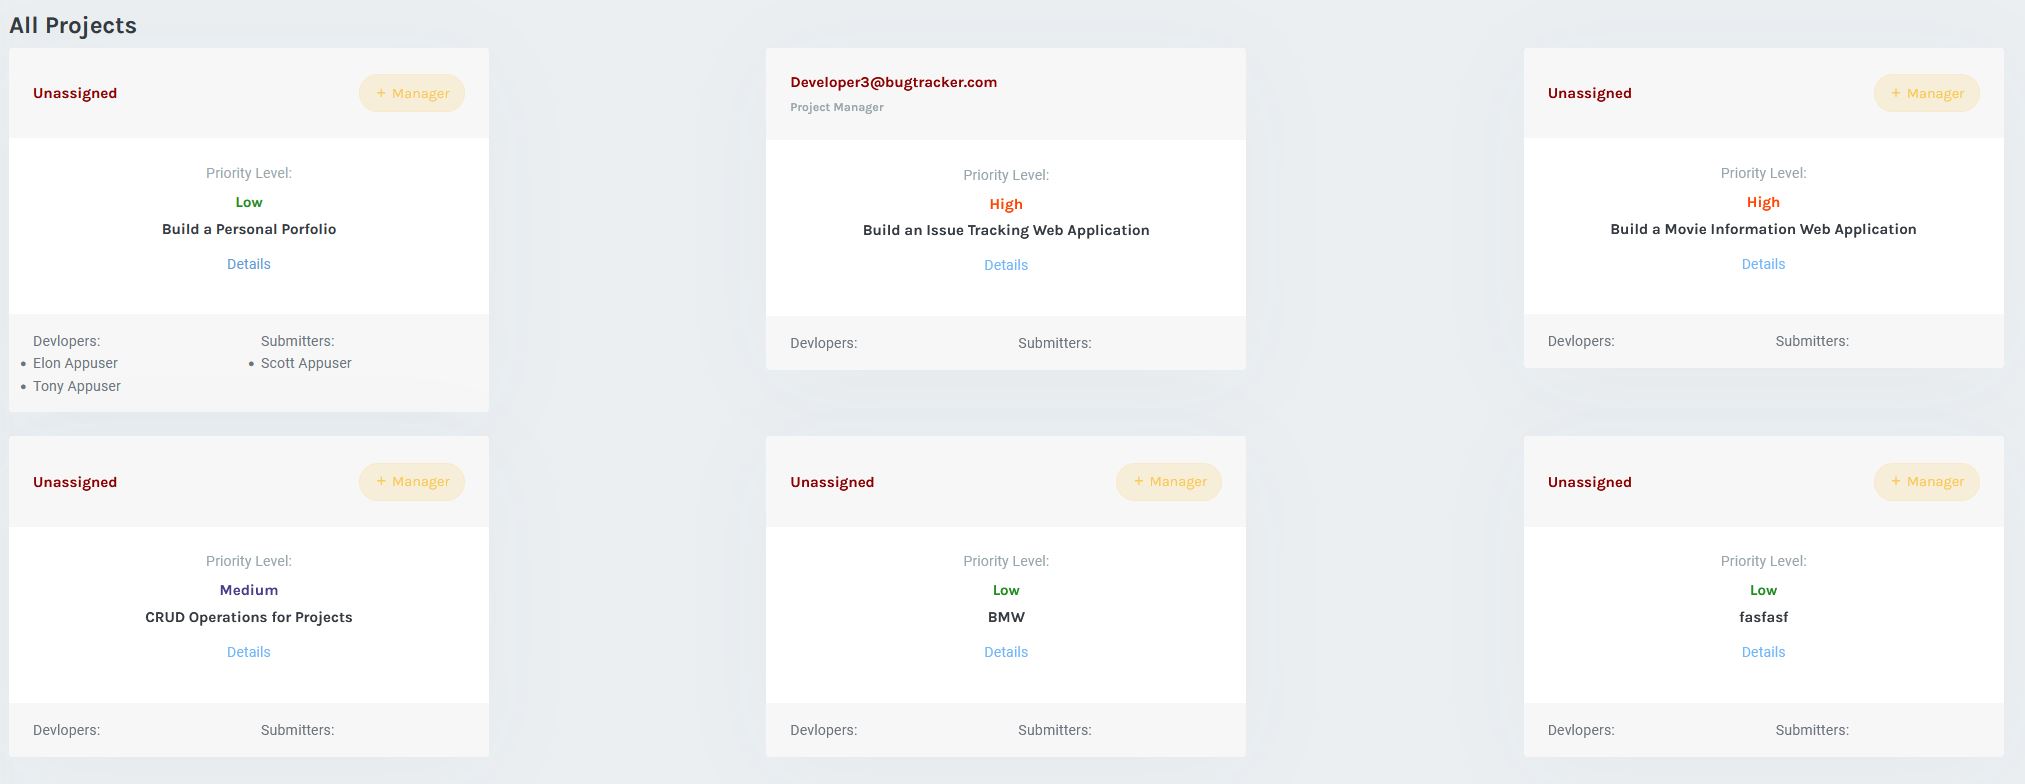 All Projects
Unassigned
+ Manager
Priority Level:
Low
Build a Personal Porfolio
Details
Devlopers:
Elon Appuser
Tony Appuser
Submitters:
Scott Appuser
Developer3@bugtracker.com
Project Manager
Priority Level:
High
Build an Issue Tracking Web Application
Details
Devlopers:
Submitters:
Unassigned
+ Manager
Priority Level:
High
Build a Movie Information Web Application
Details
Devlopers:
Submitters:
Unassigned
+ Manager
Priority Level:
Medium
CRUD Operations for Projects
Details
Devlopers:
Submitters:
Unassigned
+ Manager
Priority Level:
Low
BMW
Details
Devlopers:
Submitters:
Unassigned
+ Manager
Priority Level:
Low
fasfasf
Details
Devlopers:
Submitters: